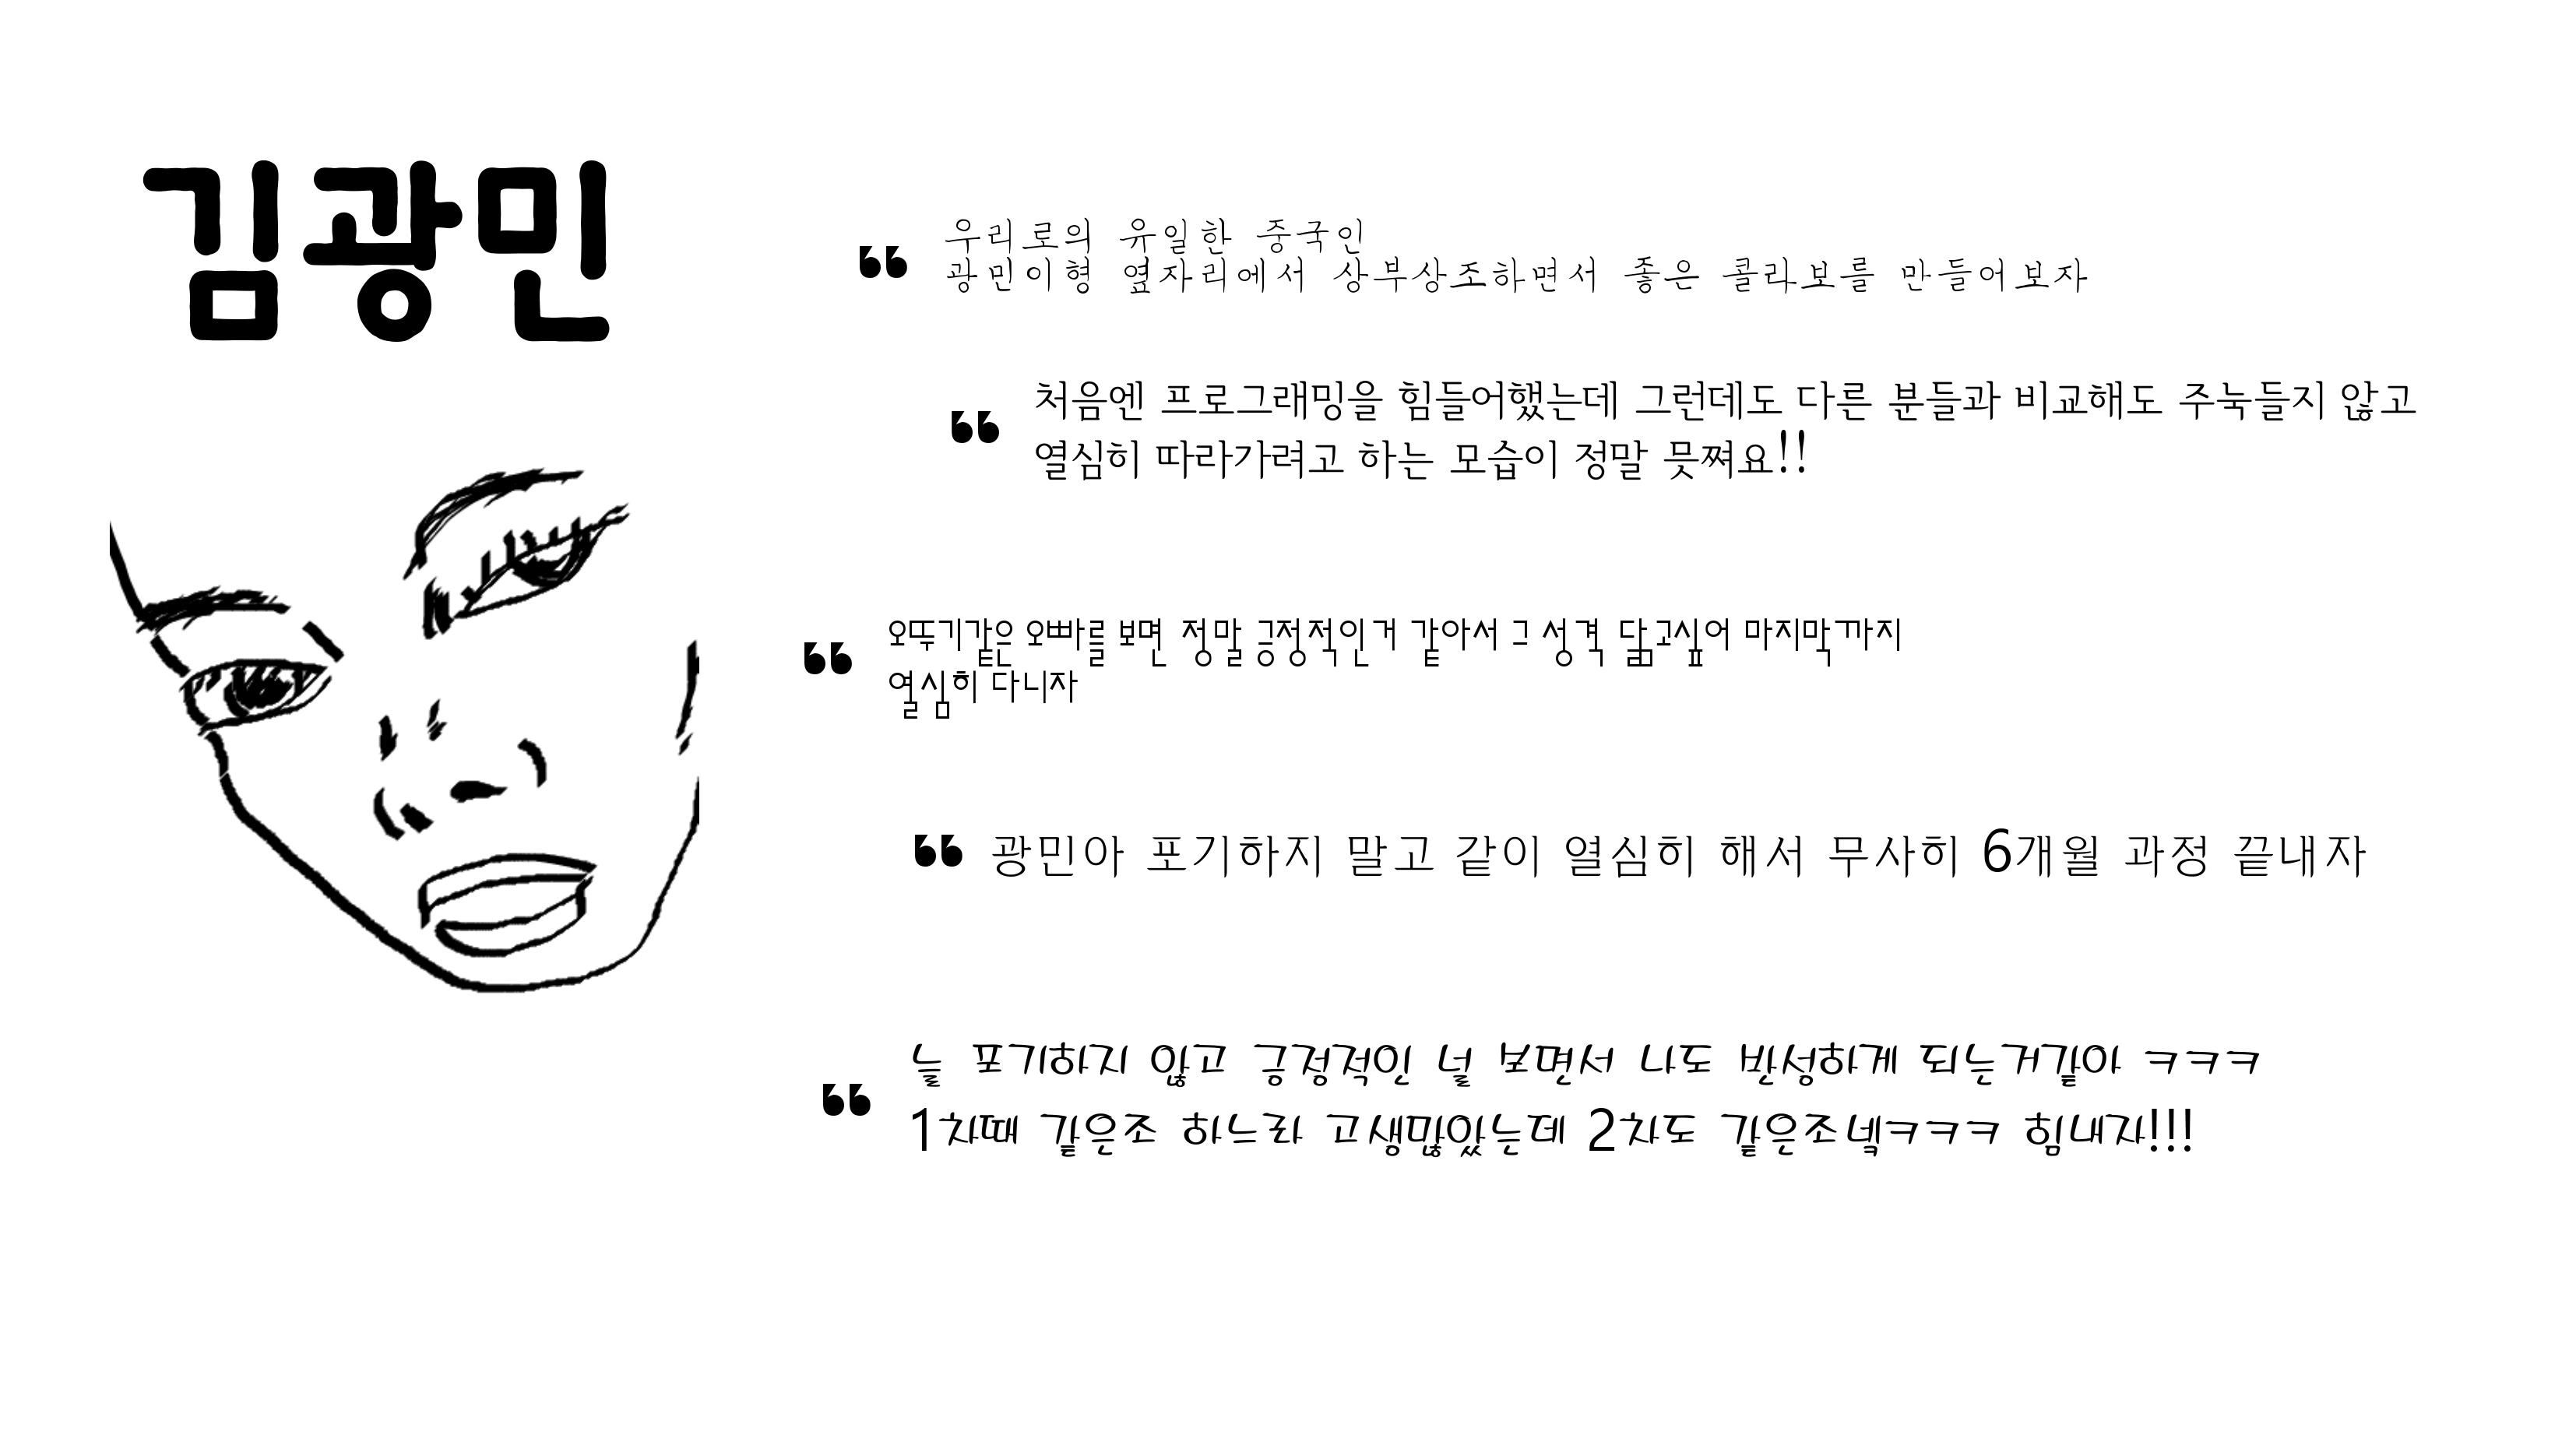 김광민
❝ 우리로의 유일한 중국인
광민이형 옆자리에서 상부상조하면서 좋은 콜라보를 만들어보자
❝ 처음엔 프로그래밍을 힘들어했는데 그런데도 다른 분들과 비교해도 주눅들지 않고
열심히 따라가려고 하는 모습이 정말 믓쪄요!!
❝ 오뚜기같은 오빠를 보면 정말 긍정적인거 같아서 그 성격 닮고싶어 마지막까지
열심히 다니자
❝ 광민아 포기하지 말고 같이 열심히 해서 무사히 6개월 과정 끝내자
❝ 늘 포기하지 않고 긍정적인 널 보면서 나도 반성하게 되는거같아 ㅋㅋㅋ
1차때 같은조 하느라 고생많았는데 2차도 같은조넼ㅋㅋㅋ 힘내자!!!